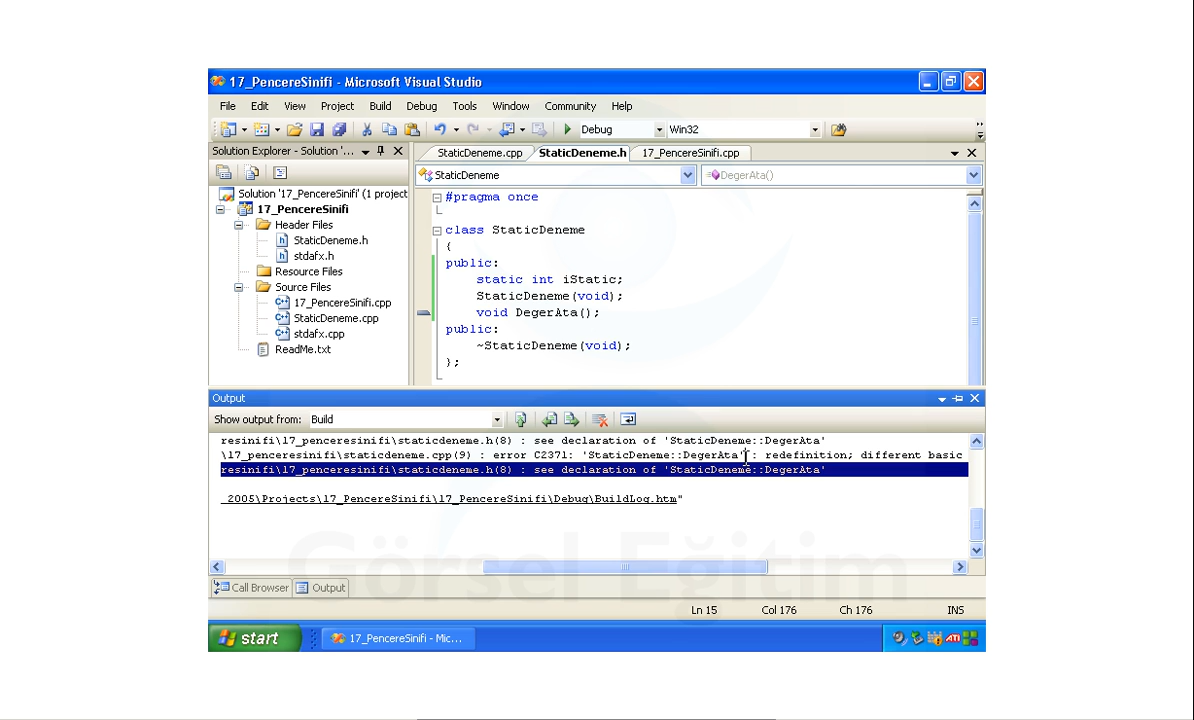 17_PencereSinifi - Microsoft Visual Studio
File Edit View Project Build Debug Tools Window Community Help
Debug Win32
Solution Explorer - Solution '...
StaticDeneme.cpp StaticDeneme.h 17_PencereSinifi.cpp
StaticDeneme DegerAta()
Solution '17_PencereSinifi' (1 project
17_PencereSinifi
Header Files
StaticDeneme.h
stdafx.h
Resource Files
Source Files
17_PencereSinifi.cpp
StaticDeneme.cpp
stdafx.cpp
ReadMe.txt
#pragma once
class StaticDeneme
{
public:
static int iStatic;
StaticDeneme(void);
void DegerAta();
public:
~StaticDeneme(void);
};
Output
Show output from: Build
resinifi\17_penceresinifi\staticdeneme.h(8) : see declaration of 'StaticDeneme::DegerAta'
\17_penceresinifi\staticdeneme.cpp(9) : error C2371: 'StaticDeneme::DegerAta' : redefinition; different basic
resinifi\17_penceresinifi\staticdeneme.h(8) : see declaration of 'StaticDeneme::DegerAta'
2005\Projects\17_PencereSinifi\17_PencereSinifi\Debug\BuildLog.htm"
Görsel Eğitim
Call Browser Output
Ln 15 Col 176 Ch 176 INS
start 17_PencereSinifi - Mic... ATI